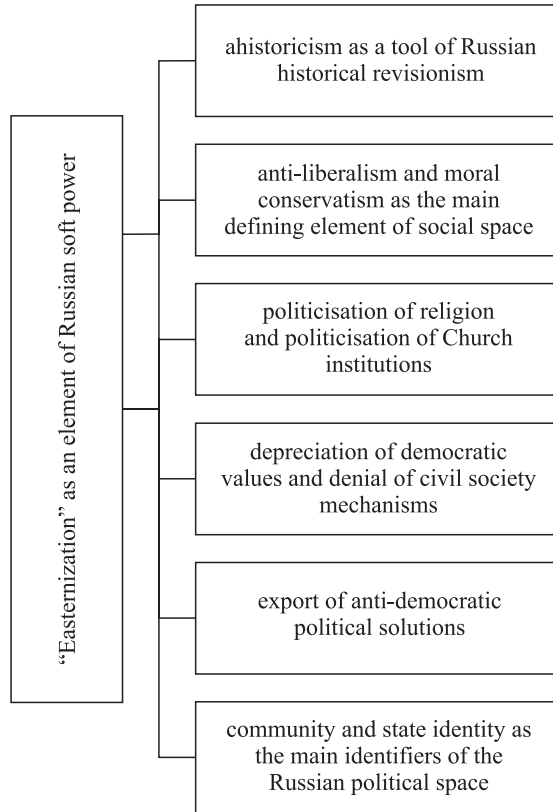 “Easternization” as an element of Russian soft power
ahistoricism as a tool of Russian
historical revisionism
anti-liberalism and moral
conservatism as the main
defining element of social space
politicisation of religion
and politicisation of Church
institutions
depreciation of democratic
values and denial of civil society
mechanisms
export of anti-democratic
political solutions
community and state identity as
the main identifiers of the
Russian political space